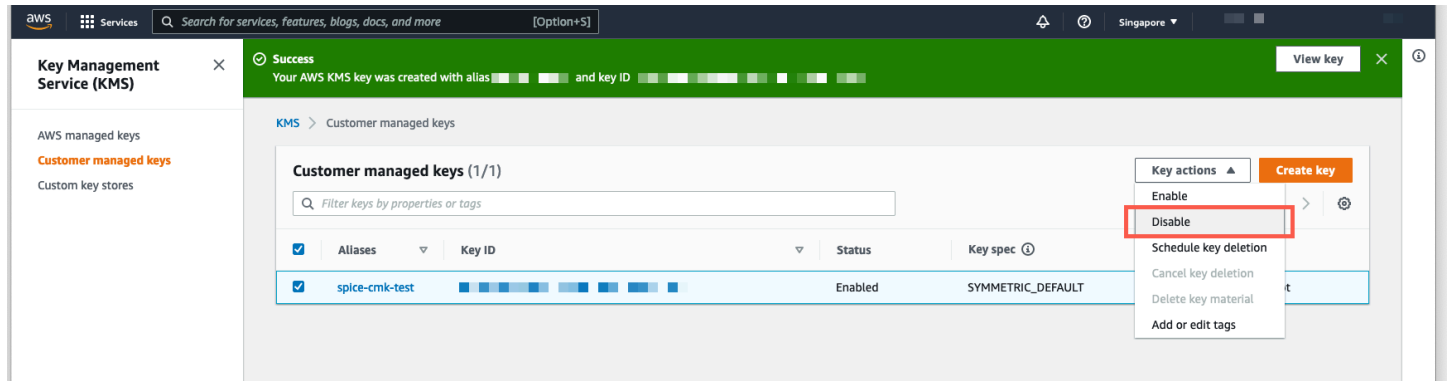 aws Services Search for services, features, blogs, docs, and more [Option+S] Singapore ▼
Key Management Service (KMS)
AWS managed keys
Customer managed keys
Custom key stores
Success
Your AWS KMS key was created with alias and key ID
View key
KMS > Customer managed keys
Customer managed keys (1/1)
Key actions ▲ Create key
Filter keys by properties or tags
Enable
Disable
Schedule key deletion
Cancel key deletion
Delete key material
Add or edit tags
Aliases Key ID Status Key spec
spice-cmk-test Enabled SYMMETRIC_DEFAULT